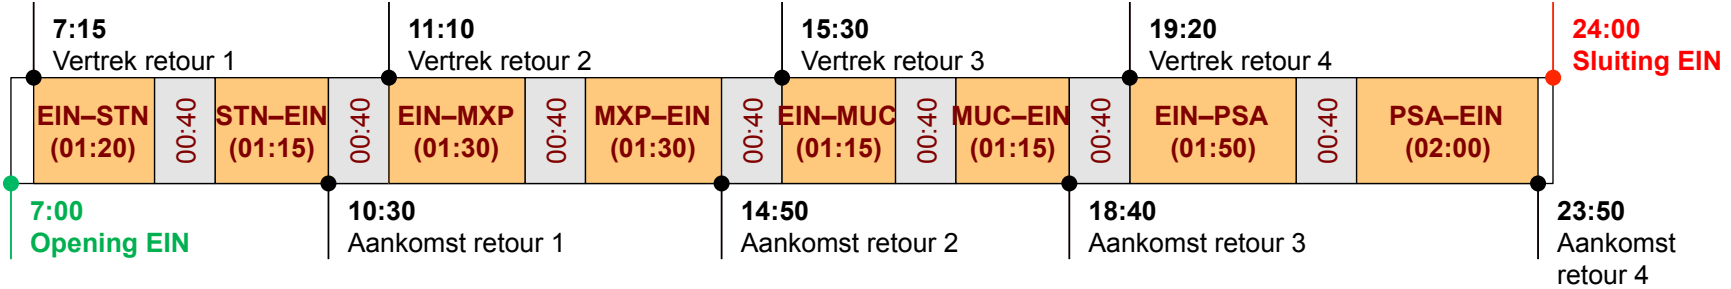 7:15
Vertrek retour 1
11:10
Vertrek retour 2
15:30
Vertrek retour 3
19:20
Vertrek retour 4
24:00
Sluiting EIN
EIN–STN
(01:20)
00:40
STN–EIN
(01:15)
00:40
EIN–MXP
(01:30)
00:40
MXP–EIN
(01:30)
00:40
EIN–MUC
(01:15)
00:40
MUC–EIN
(01:15)
00:40
EIN–PSA
(01:50)
00:40
PSA–EIN
(02:00)
7:00
Opening EIN
10:30
Aankomst retour 1
14:50
Aankomst retour 2
18:40
Aankomst retour 3
23:50
Aankomst
retour 4